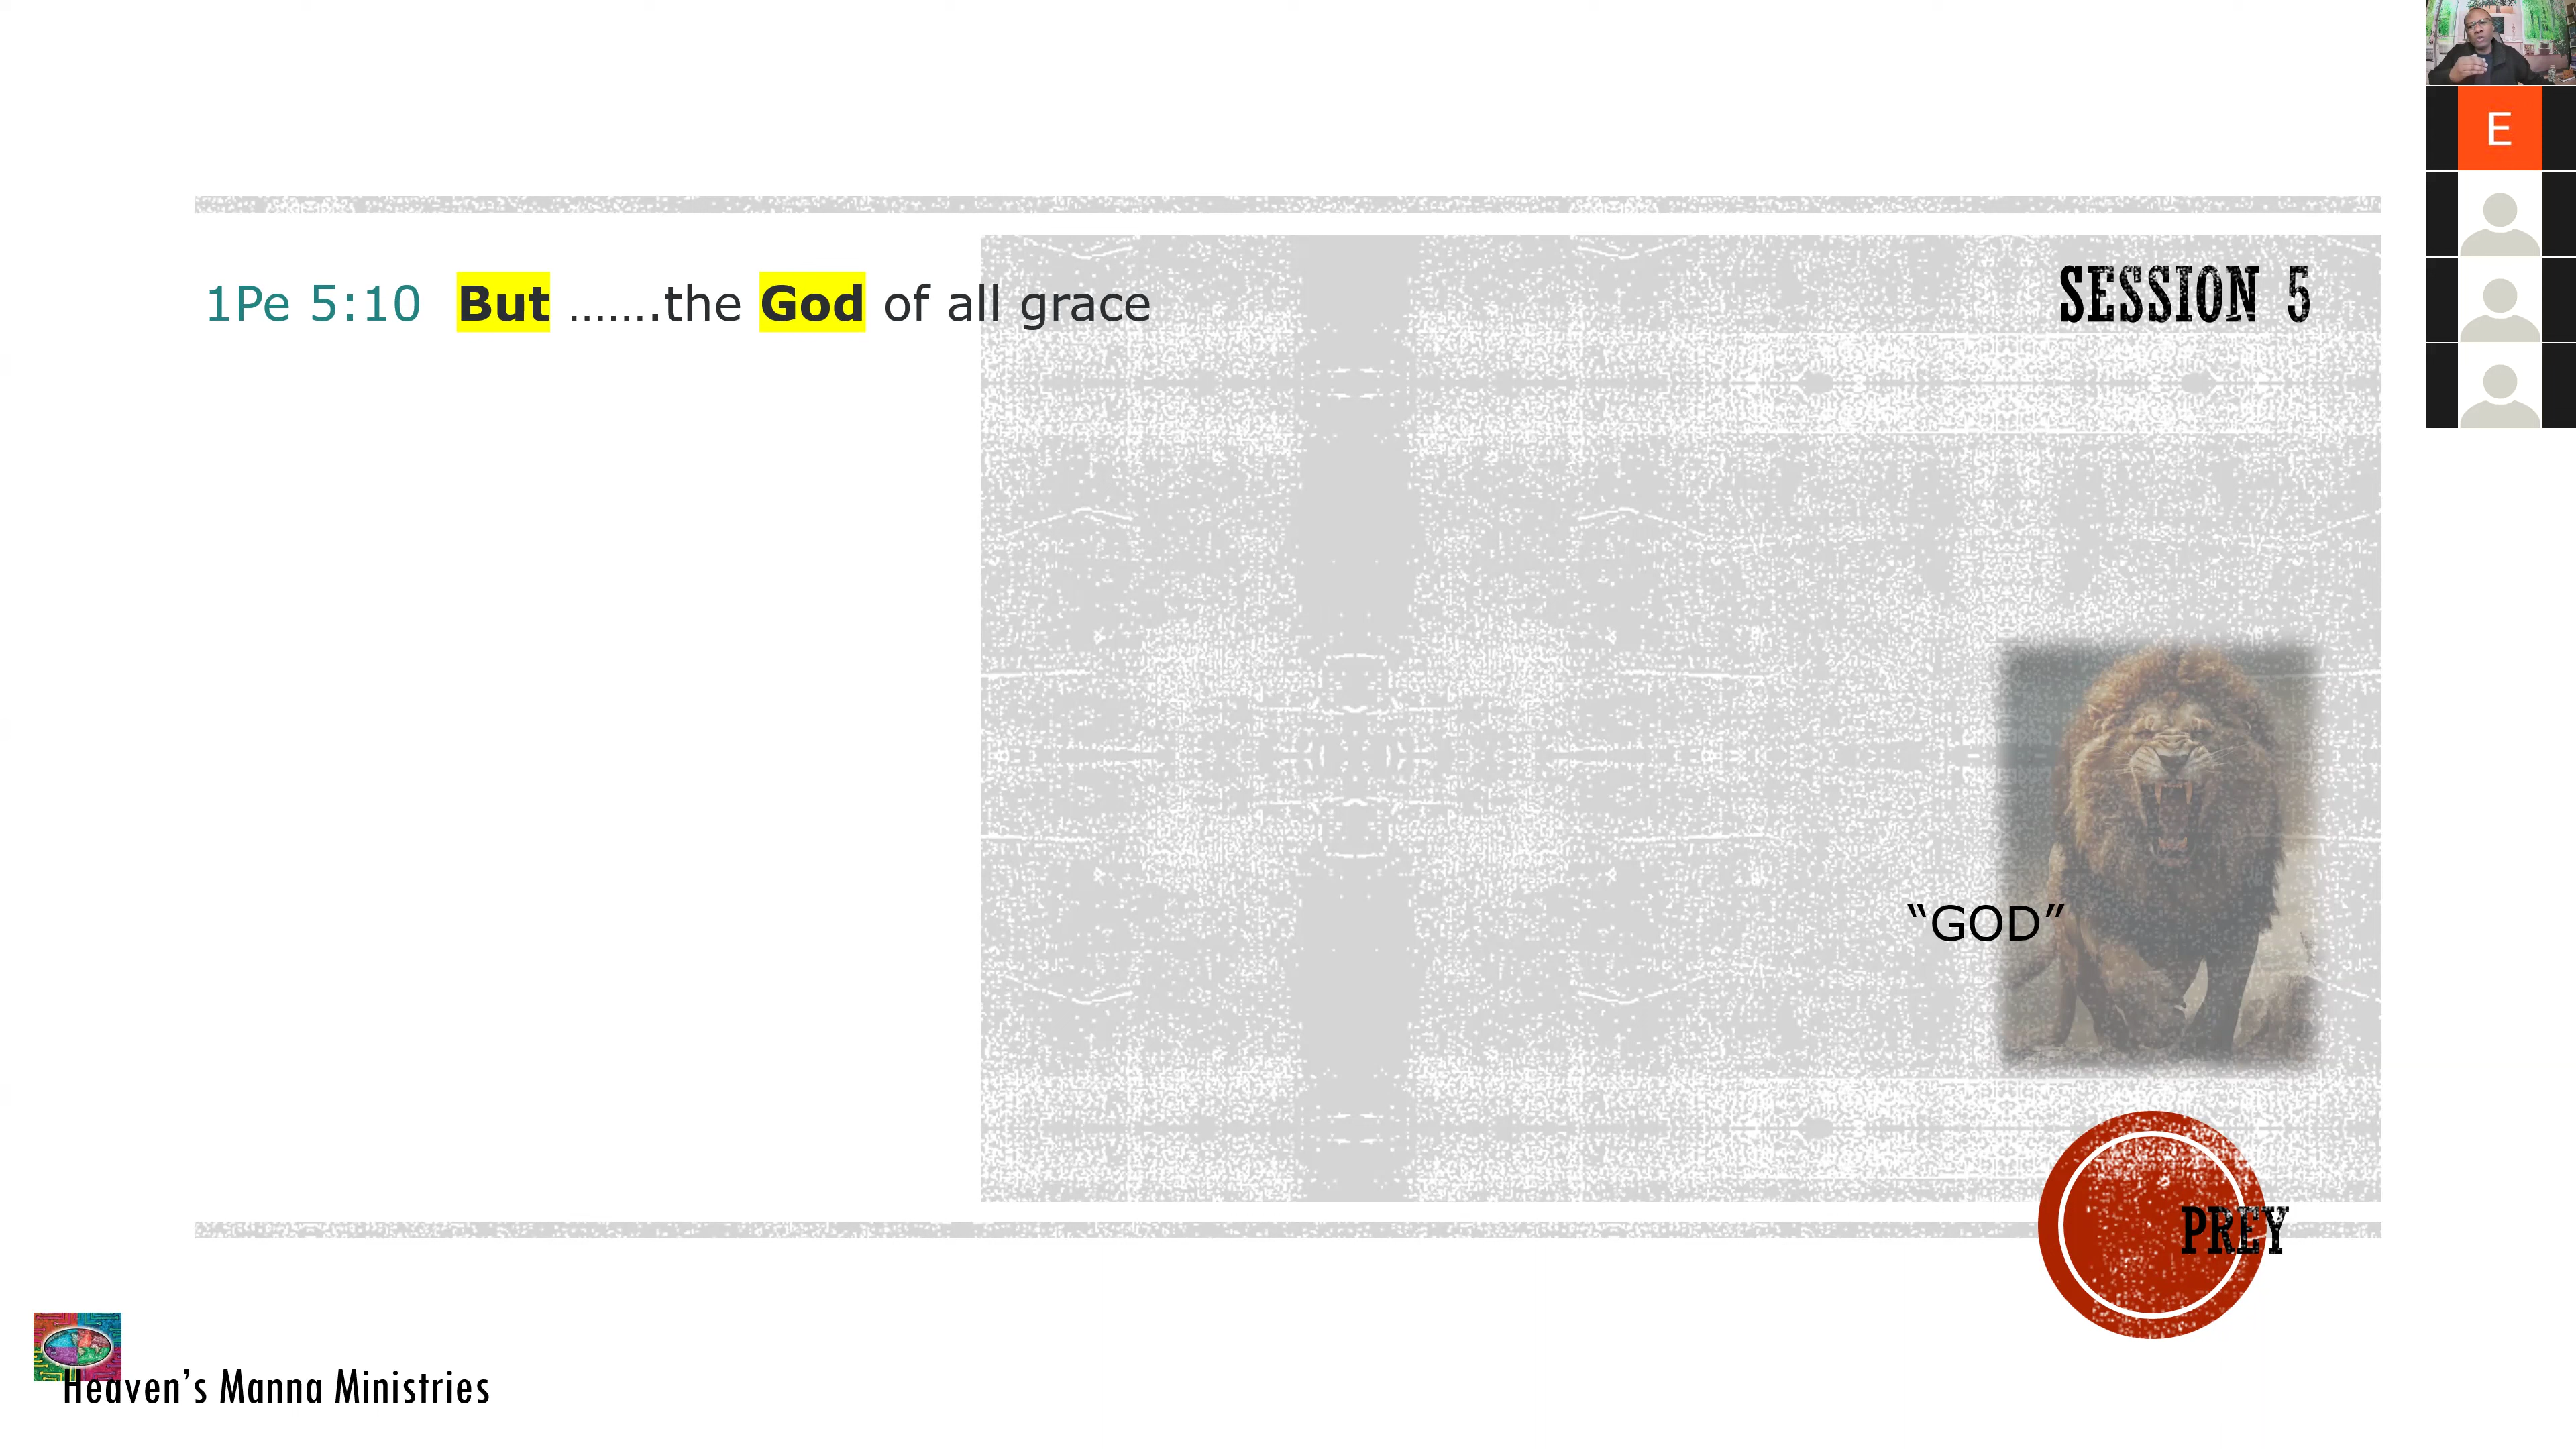 E
1Pe 5:10 But …….the God of all grace
SESSION 5
“GOD”
PREY
Heaven’s Manna Ministries